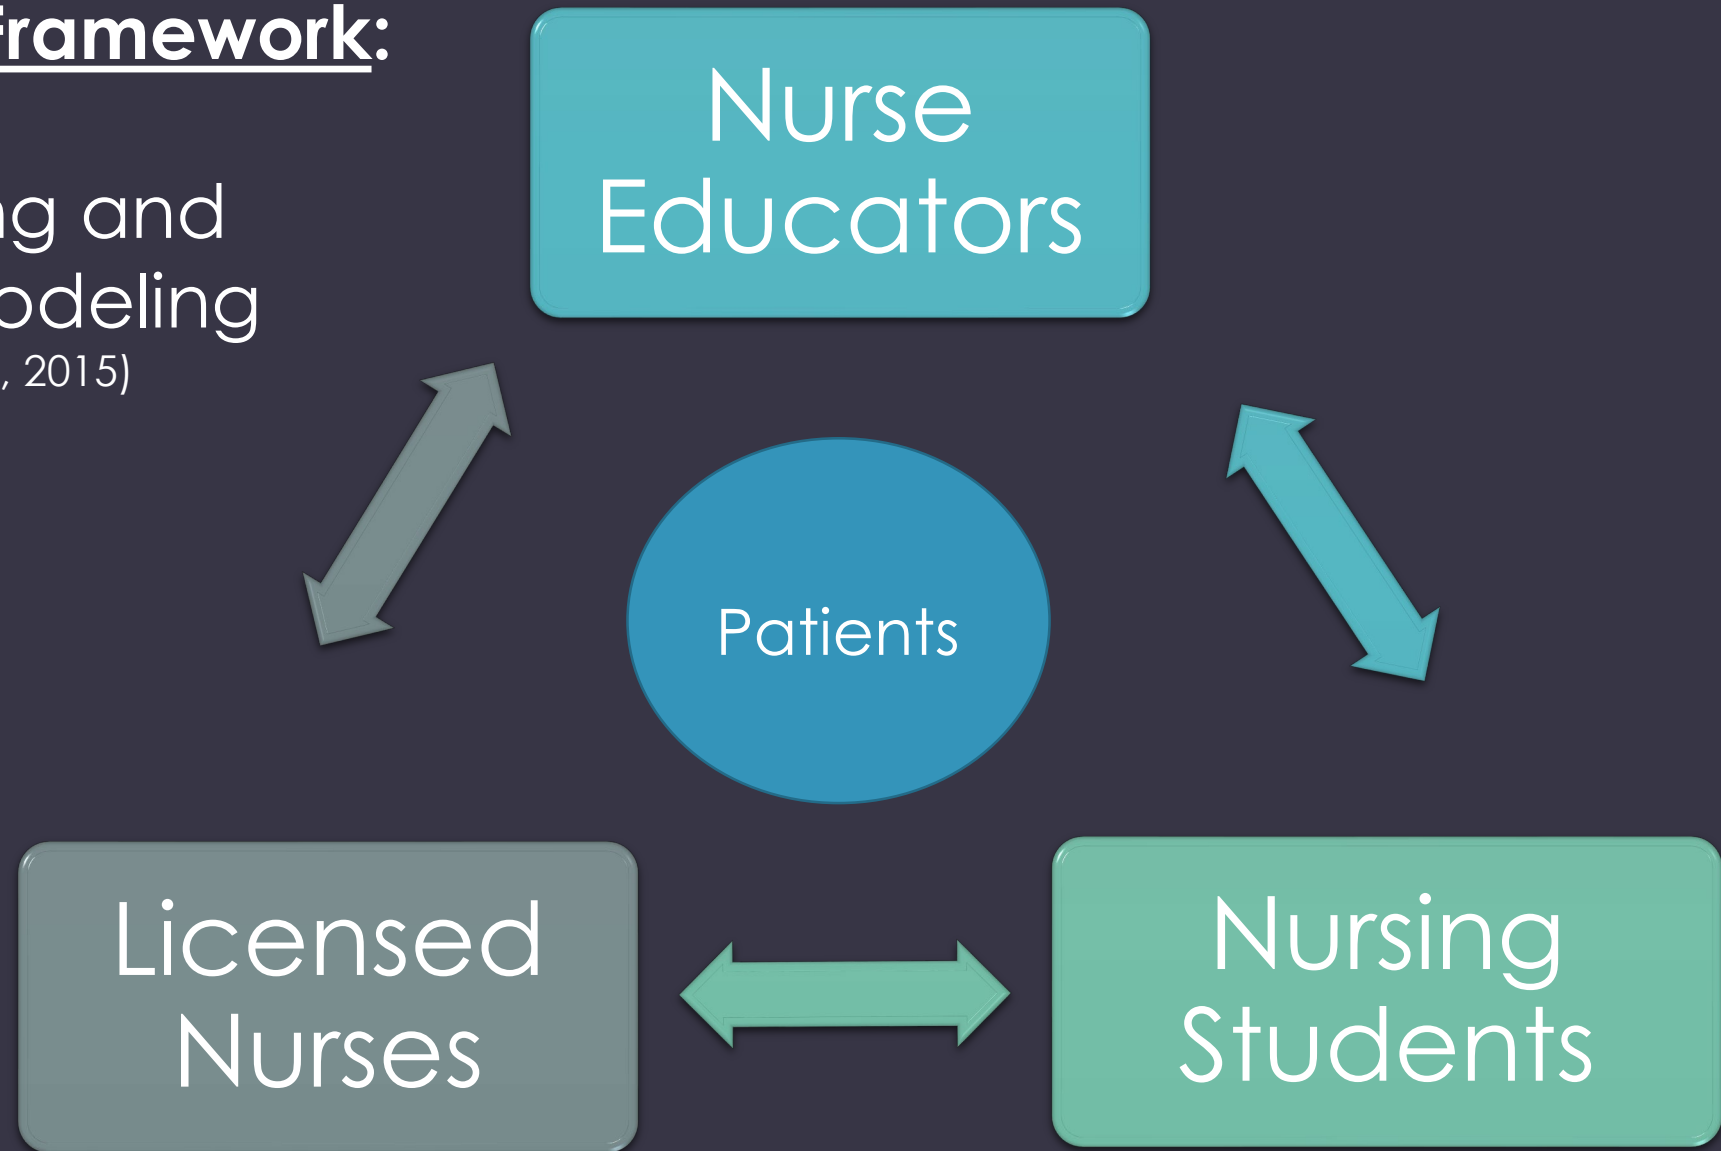 Framework:
ng and
odeling
, 2015)
Nurse
Educators
Patients
Licensed
Nurses
Nursing
Students